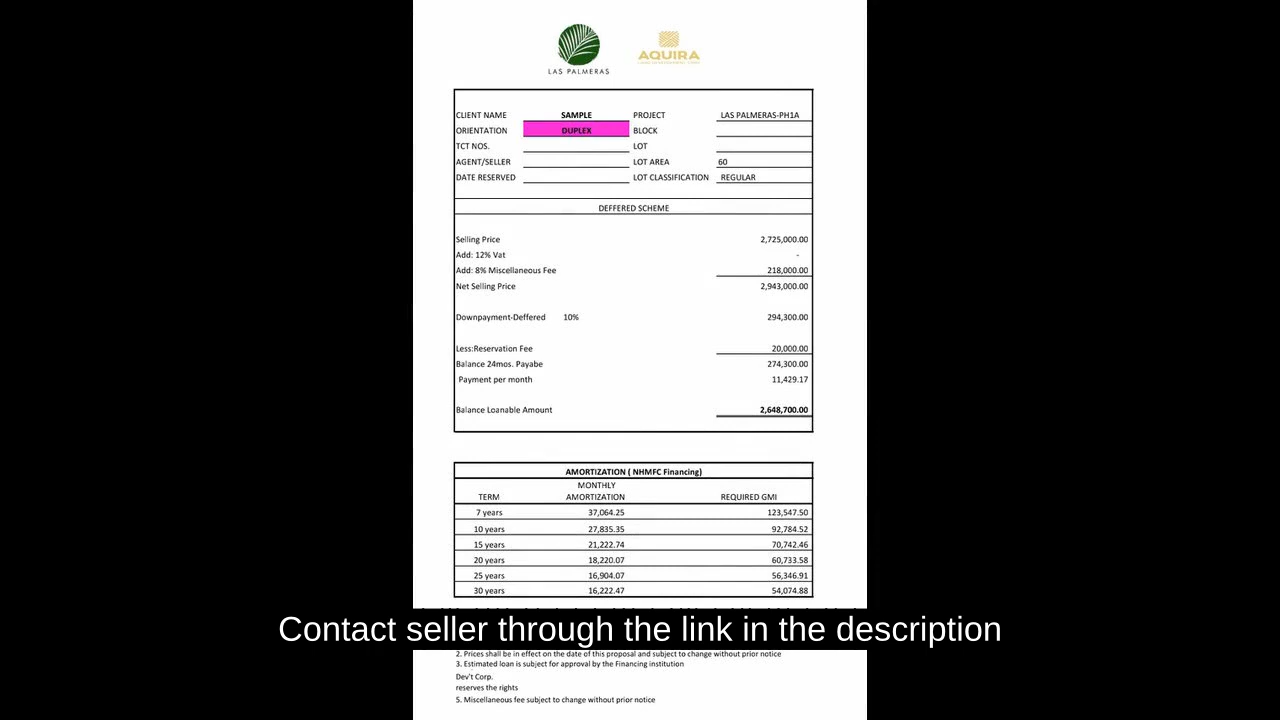 LAS PALMERAS
AQUIRA
CLIENT NAME SAMPLE PROJECT LAS PALMERAS-PH1A
ORIENTATION DUPLEX BLOCK
TCT NOS. LOT
AGENT/SELLER LOT AREA 60
DATE RESERVED LOT CLASSIFICATION REGULAR
DEFFERED SCHEME
Selling Price 2,725,000.00
Add: 12% Vat -
Add: 8% Miscellaneous Fee 218,000.00
Net Selling Price 2,943,000.00
Downpayment-Deffered 10% 294,300.00
Less:Reservation Fee 20,000.00
Balance 24mos. Payabe 274,300.00
Payment per month 11,429.17
Balance Loanable Amount 2,648,700.00
AMORTIZATION ( NHMFC Financing)
MONTHLY
TERM AMORTIZATION REQUIRED GMI
7 years 37,064.25 123,547.50
10 years 27,835.35 92,784.52
15 years 21,222.74 70,742.46
20 years 18,220.07 60,733.58
25 years 16,904.07 56,346.91
30 years 16,222.47 54,074.88
Contact seller through the link in the description
2. Prices shall be in effect on the date of this proposal and subject to change without prior notice
3. Estimated loan is subject for approval by the Financing institution
Dev't Corp.
reserves the rights
5. Miscellaneous fee subject to change without prior notice